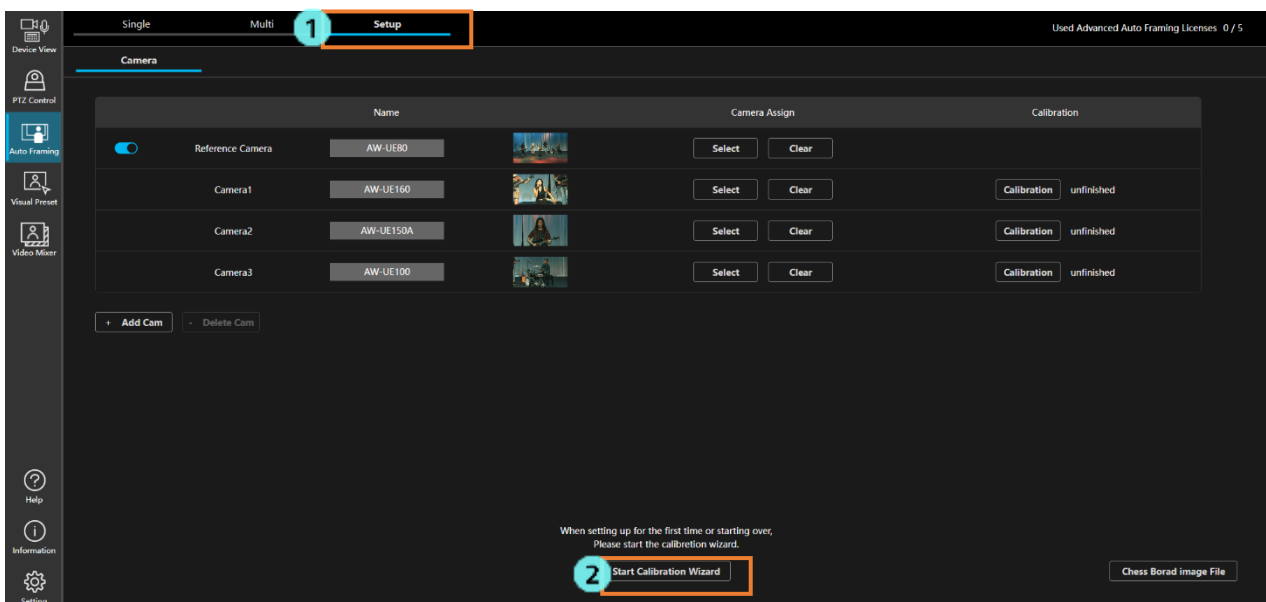 Single Multi 1 Setup Used Advanced Auto Framing Licenses 0 / 5
Device View
Camera
PTZ Control
Name Camera Assign Calibration
Auto Framing
Reference Camera AW-UE80 Select Clear
Visual Preset
Camera1 AW-UE160 Select Clear Calibration unfinished
Video Mixer
Camera2 AW-UE150A Select Clear Calibration unfinished
Camera3 AW-UE100 Select Clear Calibration unfinished
+ Add Cam - Delete Cam
Help
Information
Setting
When setting up for the first time or starting over,
Please start the calibretion wizard.
2 Start Calibration Wizard Chess Borad image File